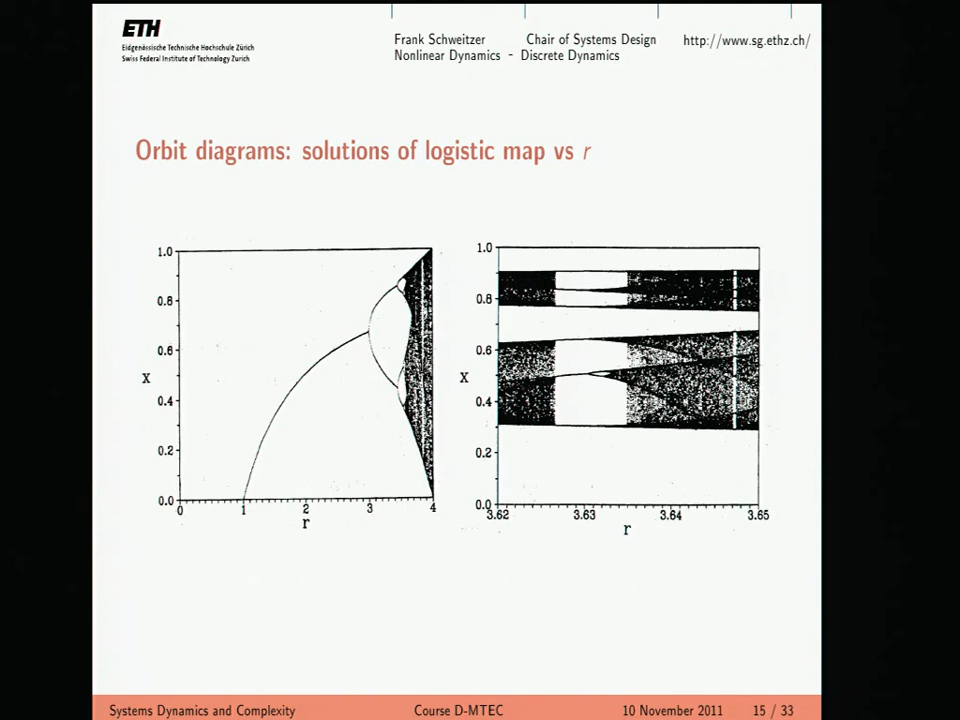 ETH
Eidgenössische Technische Hochschule Zürich
Swiss Federal Institute of Technology Zurich
Frank Schweitzer Chair of Systems Design http://www.sg.ethz.ch/
Nonlinear Dynamics - Discrete Dynamics
Orbit diagrams: solutions of logistic map vs r
1.0
0.8
0.6
x
0.4
0.2
0.0
0 1 2 3 4
r
1.0
0.8
0.6
x
0.4
0.2
0.0
3.62 3.63 3.64 3.65
r
Systems Dynamics and Complexity Course D-MTEC 10 November 2011 15 / 33